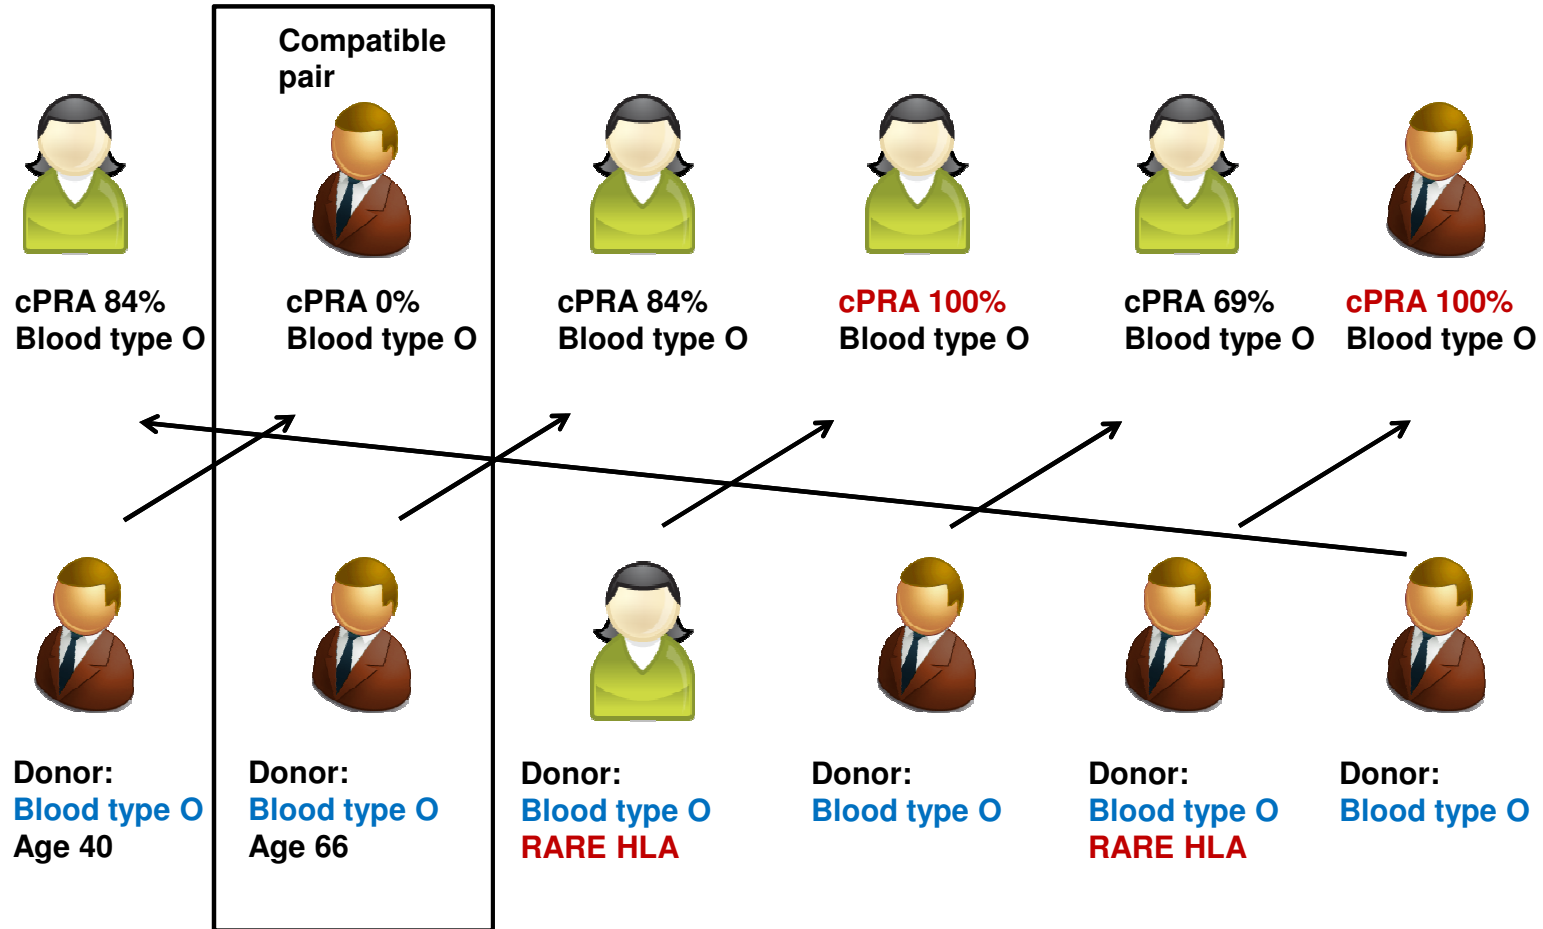 Compatible
pair
cPRA 84%
Blood type O
cPRA 0%
Blood type O
cPRA 84%
Blood type O
cPRA 100%
Blood type O
cPRA 69%
Blood type O
cPRA 100%
Blood type O
Donor:
Blood type O
Age 40
Donor:
Blood type O
Age 66
Donor:
Blood type O
RARE HLA
Donor:
Blood type O
Donor:
Blood type O
RARE HLA
Donor:
Blood type O